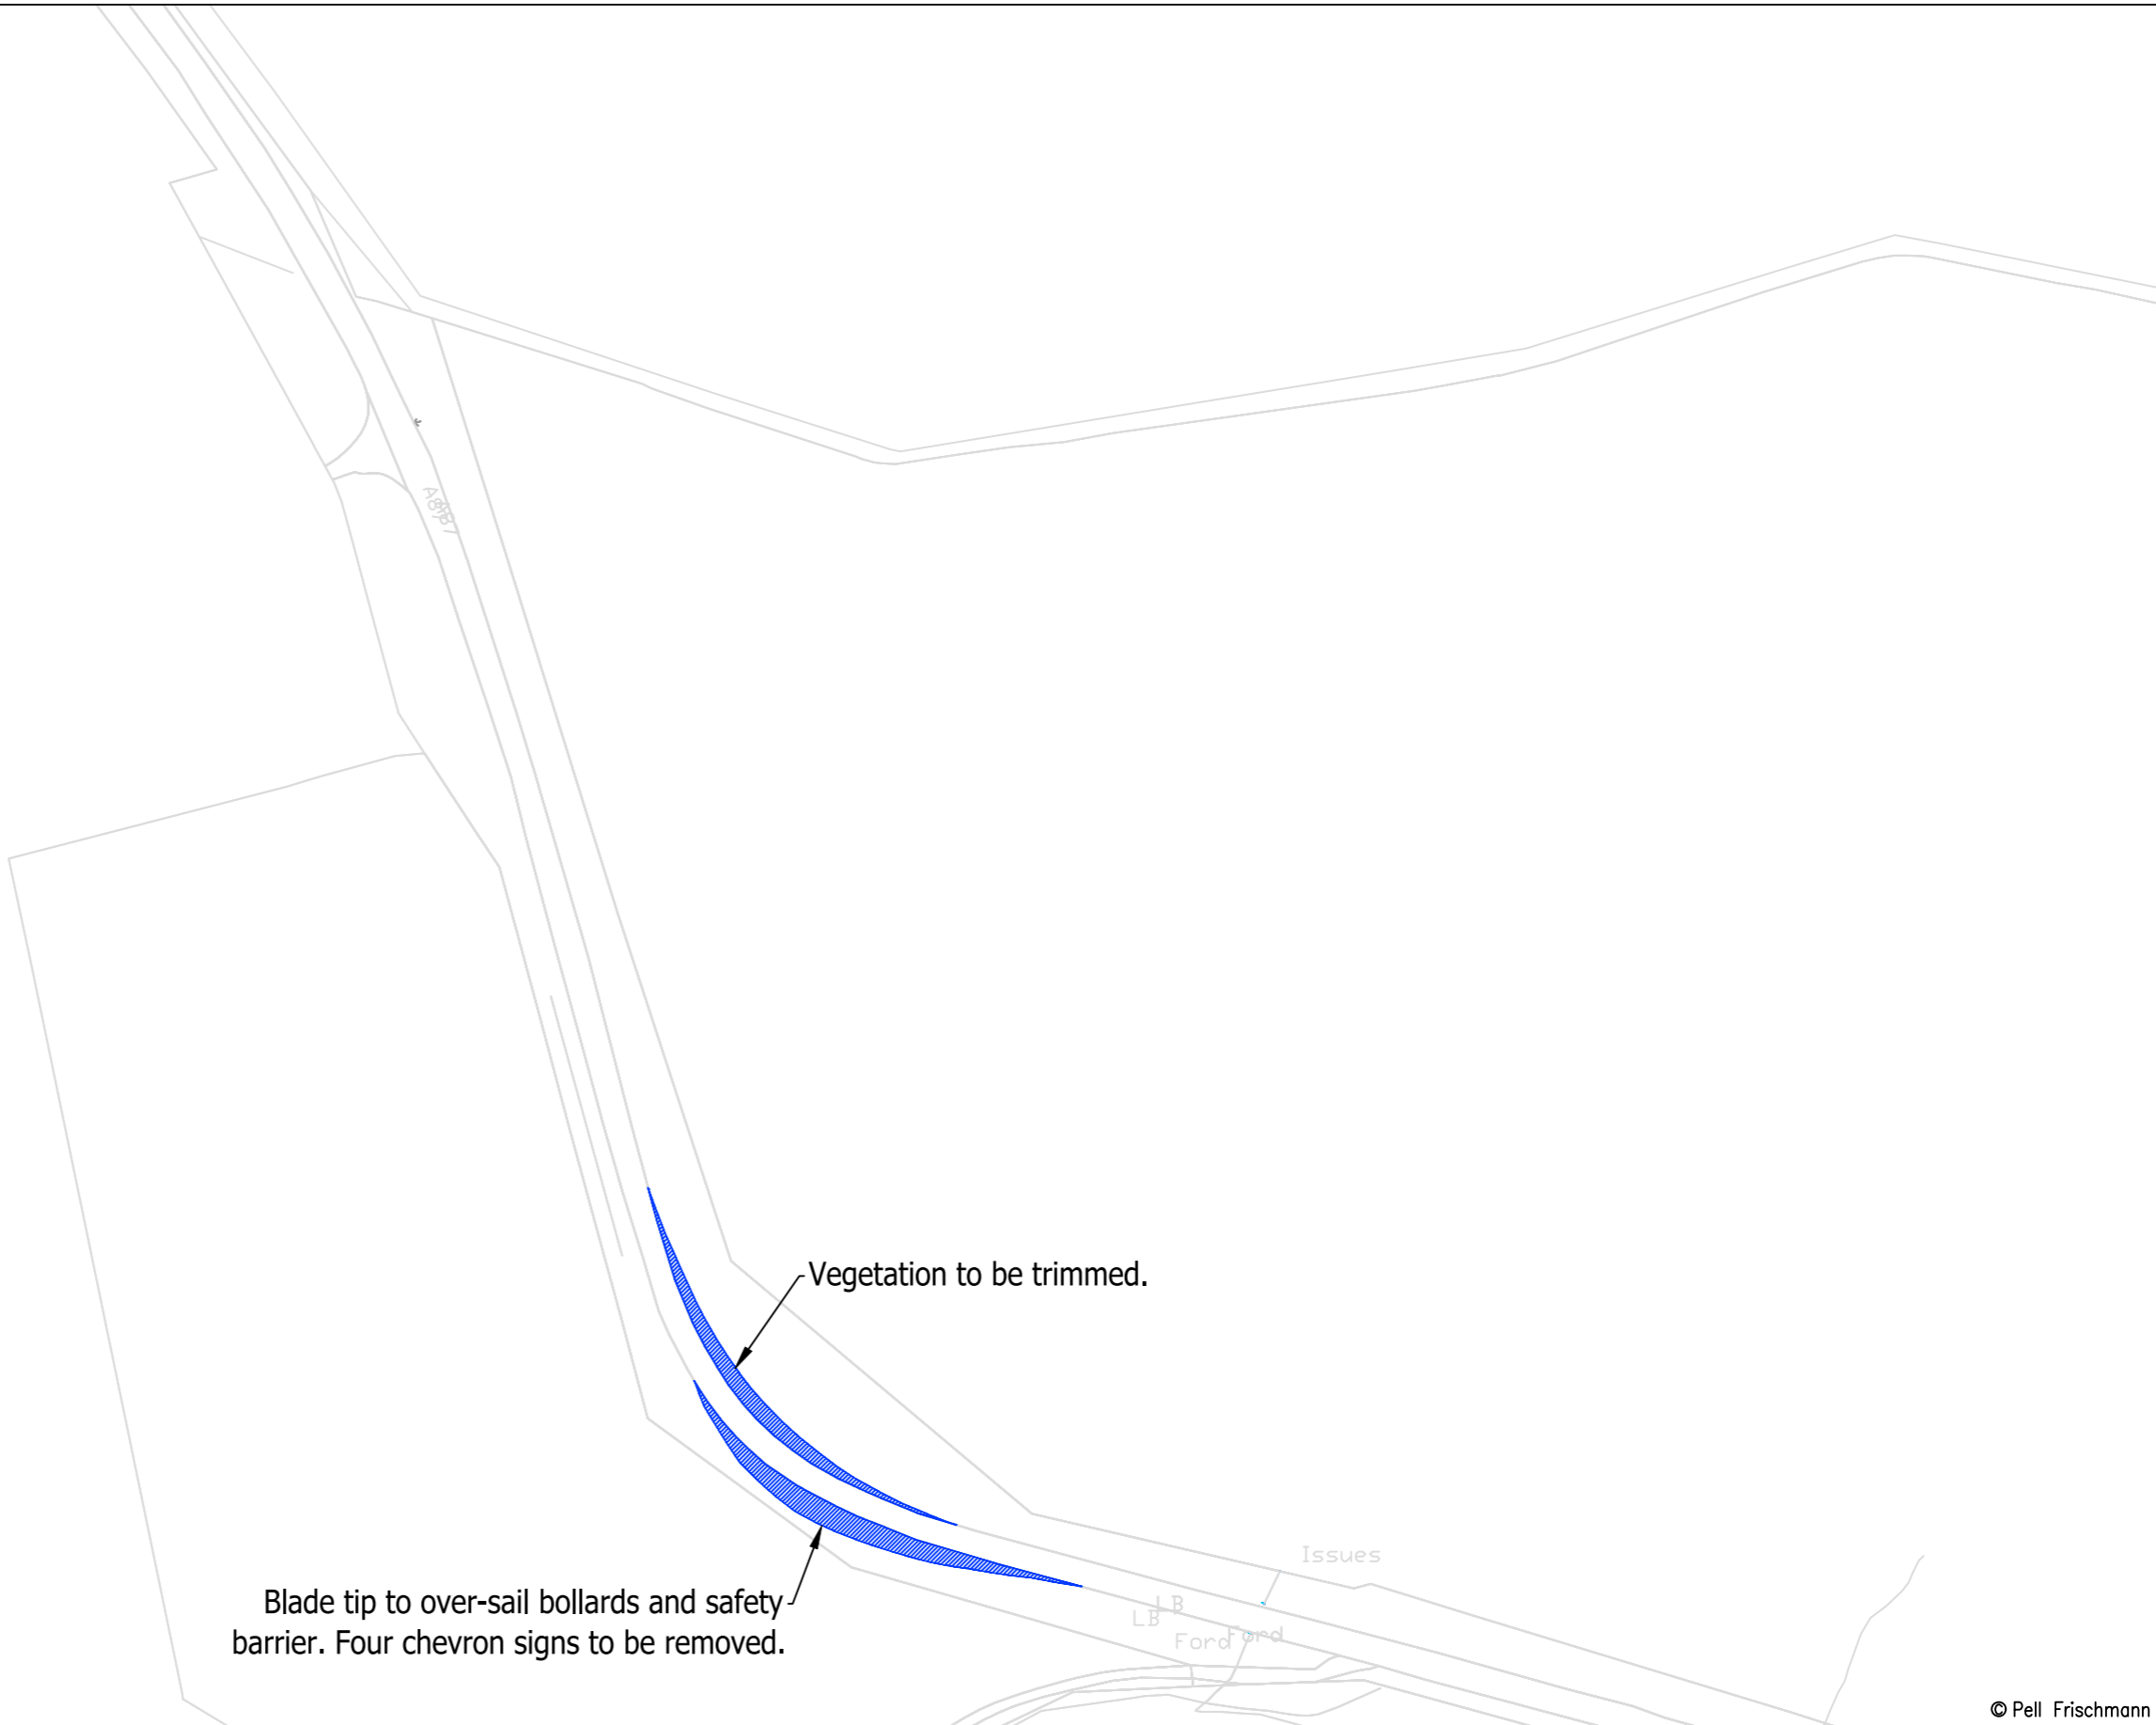 A887
A887
Vegetation to be trimmed.
Issues
Blade tip to over-sail bollards and safety
barrier. Four chevron signs to be removed.
LB
LB
Ford
Ford
© Pell Frischmann